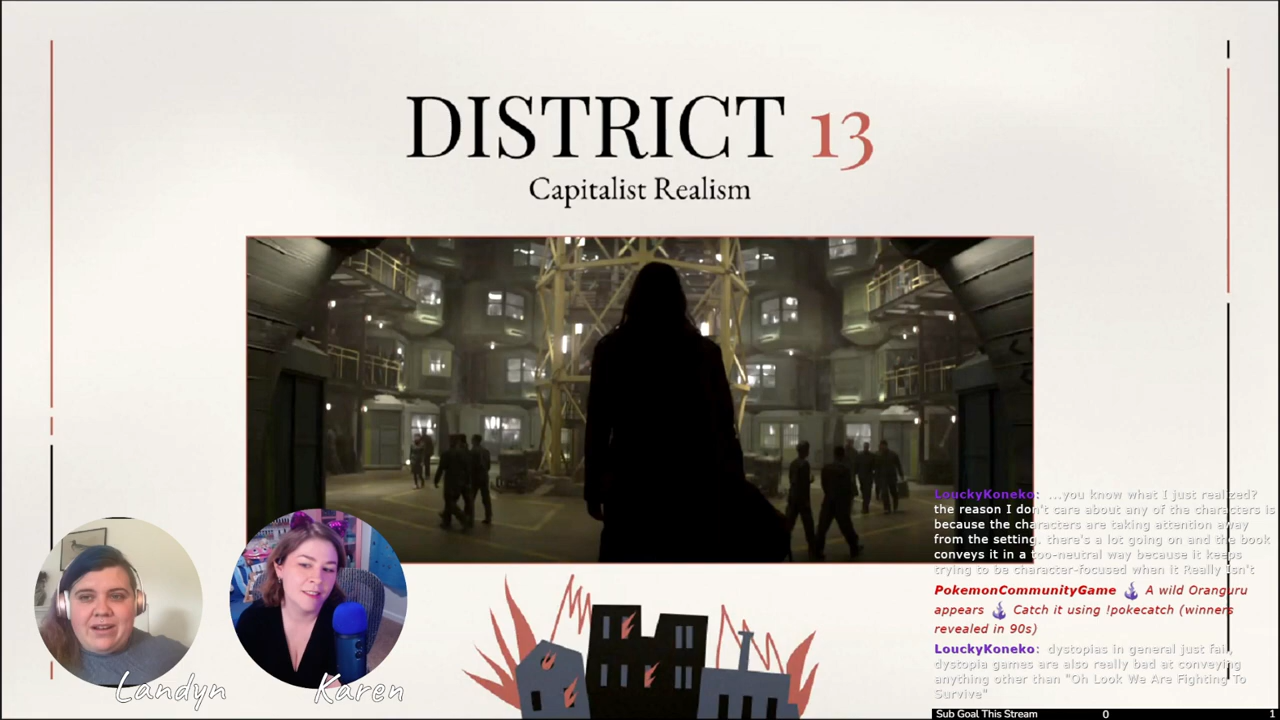 DISTRICT 13
Capitalist Realism
LouckyKoneko: ...you know what I just realized?
the reason I don't care about any of the characters is
because the characters are taking attention away
from the setting. there's a lot going on and the book
conveys it in a too-neutral way because it keeps
trying to be character-focused when it Really Isn't
PokemonCommunityGame A wild Oranguru
appears Catch it using !pokecatch (winners
revealed in 90s)
LouckyKoneko: dystopias in general just fail,
dystopia games are also really bad at conveying
anything other than "Oh Look We Are Fighting To
Survive"
Landyn
Karen
Sub Goal This Stream 0 1